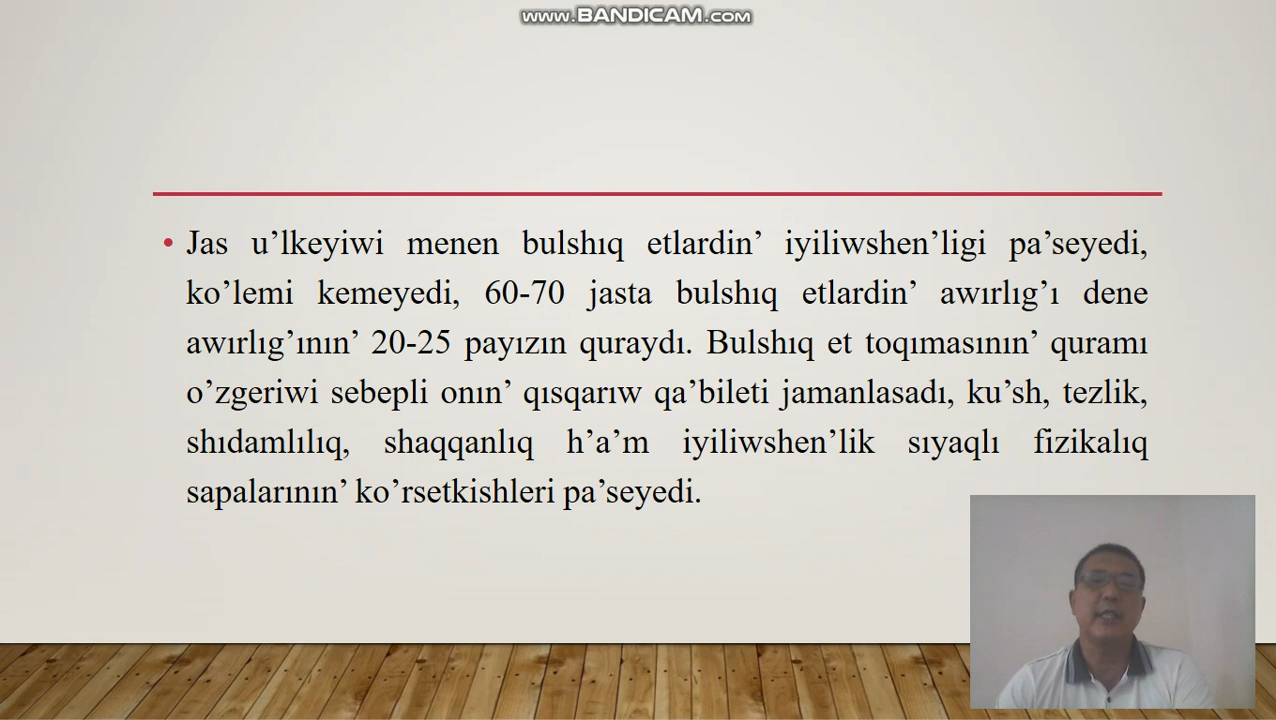 www.BANDICAM.com
• Jas u’lkeyiwi menen bulshıq etlardin’ iyiliwshen’ligi pa’seyedi,
ko’lemi kemeyedi, 60-70 jasta bulshıq etlardin’ awırlıg’ı dene
awırlıg’ının’ 20-25 payızın quraydı. Bulshıq et toqımasının’ quramı
o’zgeriwi sebepli onın’ qısqarıw qa’bileti jamanlasadı, ku’sh, tezlik,
shıdamlılıq, shaqqanlıq h’a’m iyiliwshen’lik sıyaqlı fizikalıq
sapalarının’ ko’rsetkishleri pa’seyedi.